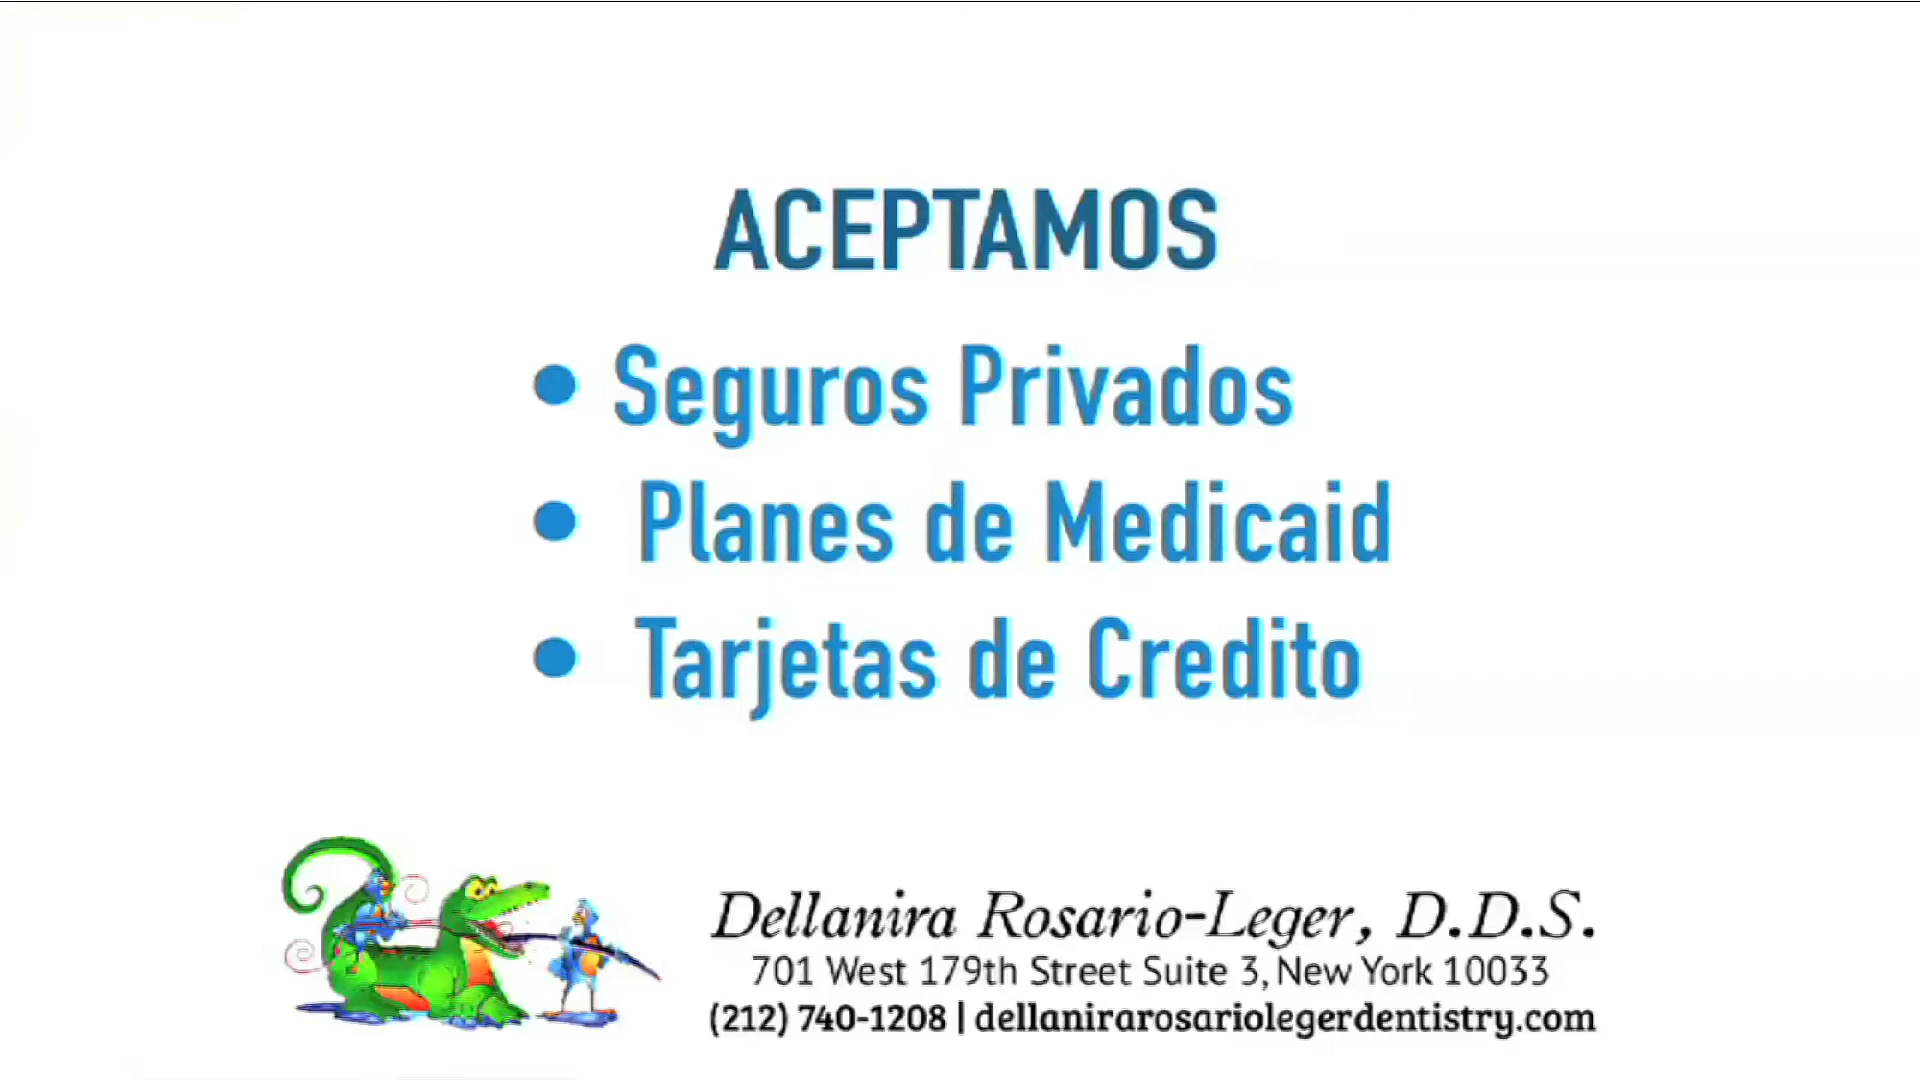 ACEPTAMOS
• Seguros Privados
• Planes de Medicaid
• Tarjetas de Credito
Dellanira Rosario-Leger, D.D.S.
701 West 179th Street Suite 3, New York 10033
(212) 740-1208 | dellanirarosariolegerdentistry.com